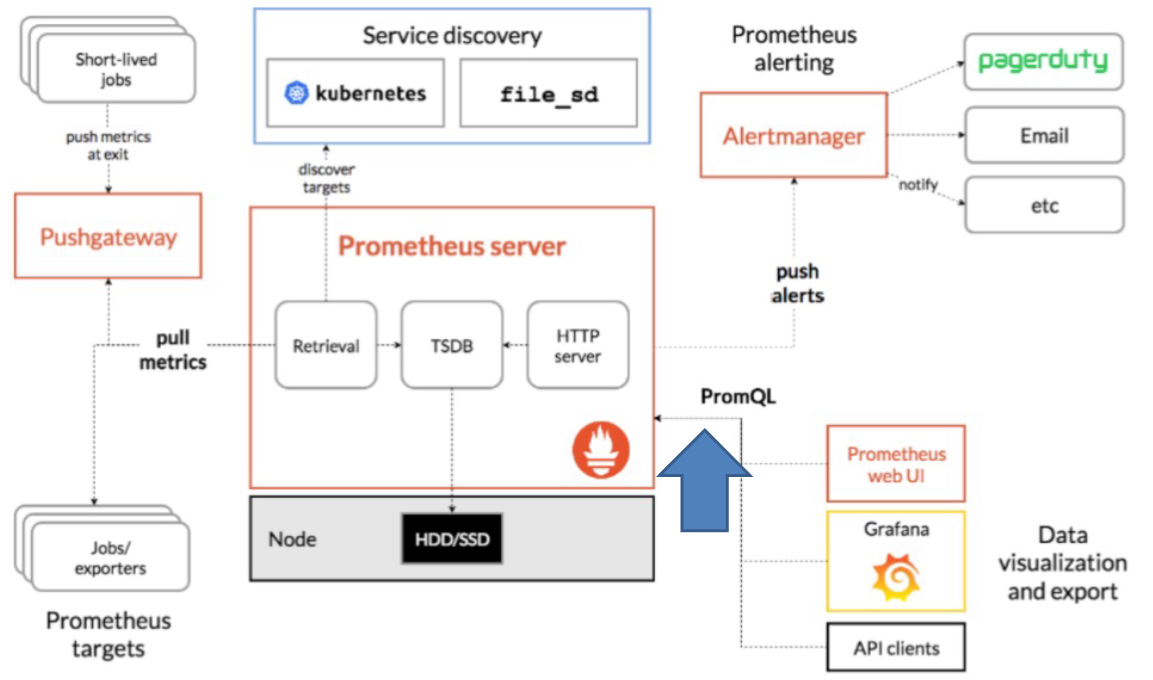 Short-lived
jobs
push metrics
at exit
Pushgateway
Service discovery
kubernetes
file_sd
discover
targets
Prometheus
alerting
Alertmanager
pagerduty
Email
etc
notify
Prometheus server
Retrieval
TSDB
HTTP
server
pull
metrics
push
alerts
PromQL
Node
HDD/SSD
Jobs/
exporters
Prometheus
targets
Prometheus
web UI
Grafana
API clients
Data
visualization
and export